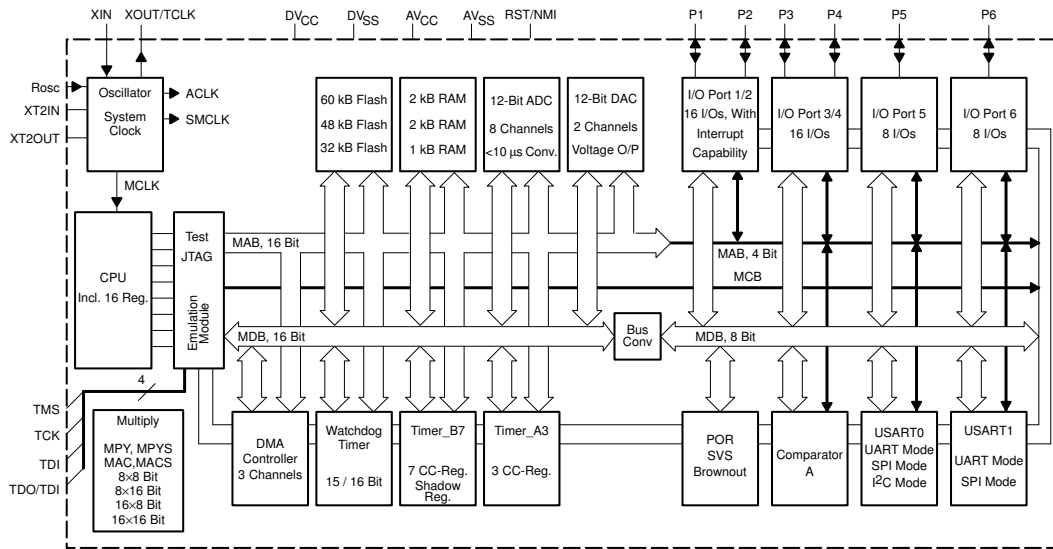 XIN
XOUT/TCLK
DVCC
DVSS
AVCC
AVSS
RST/NMI
P1
P2
P3
P4
P5
P6
Rosc
XT2IN
XT2OUT
Oscillator
System
Clock
ACLK
SMCLK
60 kB Flash
48 kB Flash
32 kB Flash
2 kB RAM
2 kB RAM
1 kB RAM
12-Bit ADC
8 Channels
<10 μs Conv.
12-Bit DAC
2 Channels
Voltage O/P
I/O Port 1/2
16 I/Os, With
Interrupt
Capability
I/O Port 3/4
16 I/Os
I/O Port 5
8 I/Os
I/O Port 6
8 I/Os
MCLK
CPU
Incl. 16 Reg.
Test
JTAG
Emulation
Module
MAB, 16 Bit
MAB, 4 Bit
MCB
MDB, 16 Bit
Bus
Conv
MDB, 8 Bit
4
TMS
TCK
TDI
TDO/TDI
Multiply
MPY, MPYS
MAC,MACS
8×8 Bit
8×16 Bit
16×8 Bit
16×16 Bit
DMA
Controller
3 Channels
Watchdog
Timer
15 / 16 Bit
Timer_B7
7 CC-Reg.
Shadow
Reg.
Timer_A3
3 CC-Reg.
POR
SVS
Brownout
Comparator
A
USART0
UART Mode
SPI Mode
I²C Mode
USART1
UART Mode
SPI Mode